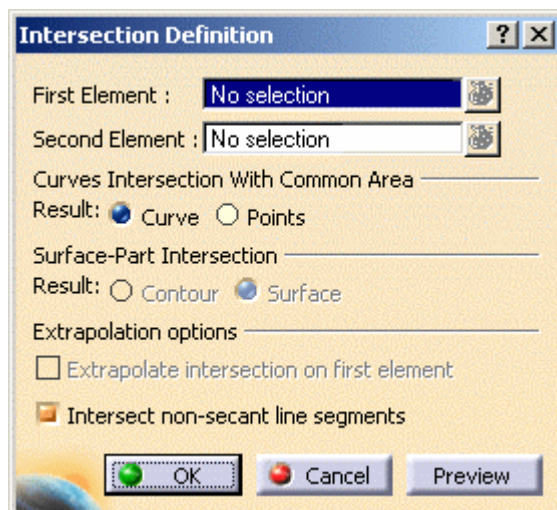 Intersection Definition ? X
First Element : No selection
Second Element : No selection
Curves Intersection With Common Area
Result: Curve Points
Surface-Part Intersection
Result: Contour Surface
Extrapolation options
Extrapolate intersection on first element
Intersect non-secant line segments
OK Cancel Preview